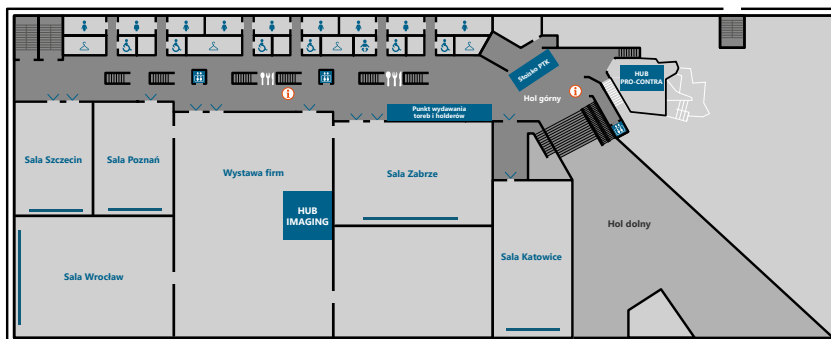 Stoisko PTK
HUB
PRO-CONTRA
i
i
Hol górny
Punkt wydawania
toreb i holderów
Sala Szczecin
Sala Poznań
Wystawa firm
Sala Zabrze
HUB
IMAGING
Hol dolny
Sala Wrocław
Sala Katowice